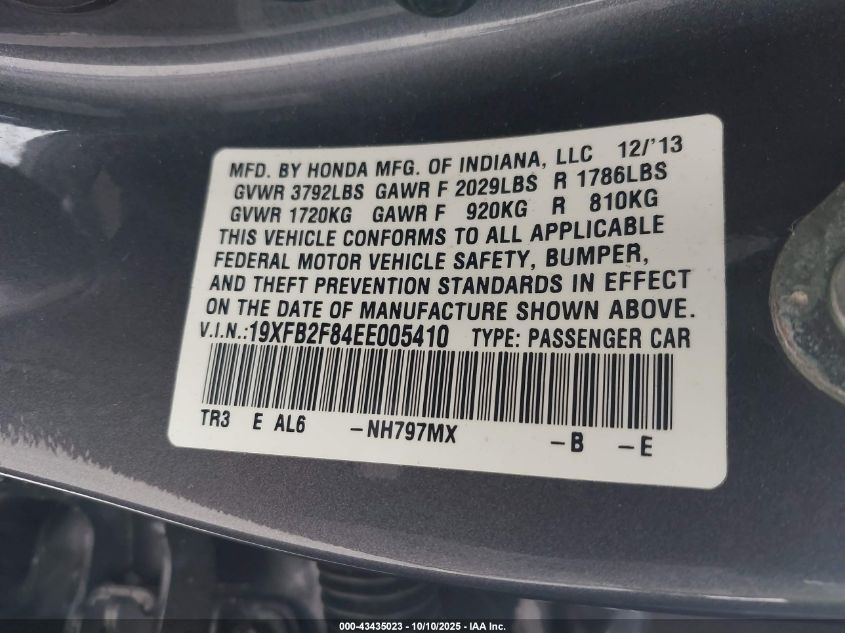 MFD. BY HONDA MFG. OF INDIANA, LLC 12/'13
GVWR 3792LBS GAWR F 2029LBS R 1786LBS
GVWR 1720KG GAWR F 920KG R 810KG
THIS VEHICLE CONFORMS TO ALL APPLICABLE
FEDERAL MOTOR VEHICLE SAFETY, BUMPER,
AND THEFT PREVENTION STANDARDS IN EFFECT
ON THE DATE OF MANUFACTURE SHOWN ABOVE.
V.I.N.:19XFB2F84EE005410 TYPE: PASSENGER CAR
TR3 E AL6 -NH797MX -B -E
000-43435023 - 10/10/2025 - IAA Inc.